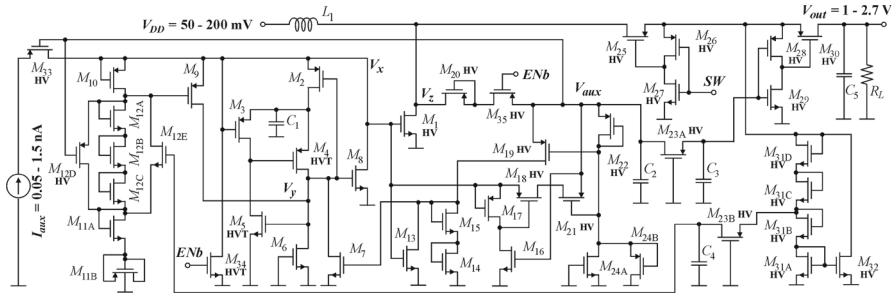 V_DD = 50 - 200 mV
L_1
V_out = 1 - 2.7 V
M_33
HV
M_10
M_9
M_2
V_x
M_12A
M_12B
M_12C
M_12D
HV
M_12E
M_11A
M_11B
I_aux = 0.05 - 1.5 nA
M_3
C_1
M_4
HVT
M_8
V_y
M_5
HVT
M_6
M_7
ENb
M_34
HVT
M_1
HV
V_z
M_20 HV
ENb
M_35 HV
V_aux
M_19
HV
M_22
HV
M_18
HV
M_17
M_13
M_15
M_14
M_16
M_21 HV
M_24A
M_24B
C_2
M_23A HV
C_3
M_25
HV
M_26
HV
M_27
HV
SW
M_28
HV
M_29
HV
M_30
HV
C_5
R_L
M_31D
HV
M_31C
HV
M_31B
HV
M_31A
HV
M_32
HV
M_23B
HV
C_4